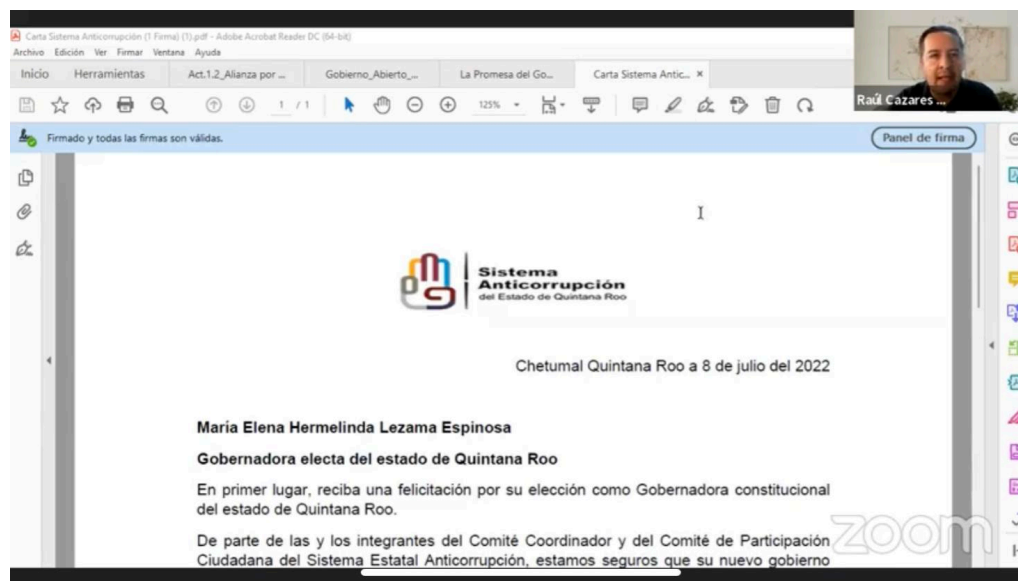 Carta Sistema Anticorrupción (1 Firma) (1).pdf - Adobe Acrobat Reader DC (64-bit)
Archivo Edición Ver Firmar Ventana Ayuda
Inicio Herramientas Act.1.2_Alianza por ... Gobierno_Abierto_... La Promesa del Go... Carta Sistema Antic... ×
1 / 1 125%
Raúl Cazares ...
Firmado y todas las firmas son válidas.
Panel de firma
Sistema
Anticorrupción
del Estado de Quintana Roo
Chetumal Quintana Roo a 8 de julio del 2022
María Elena Hermelinda Lezama Espinosa
Gobernadora electa del estado de Quintana Roo
En primer lugar, reciba una felicitación por su elección como Gobernadora constitucional
del estado de Quintana Roo.
De parte de las y los integrantes del Comité Coordinador y del Comité de Participación
Ciudadana del Sistema Estatal Anticorrupción, estamos seguros que su nuevo gobierno
zoom